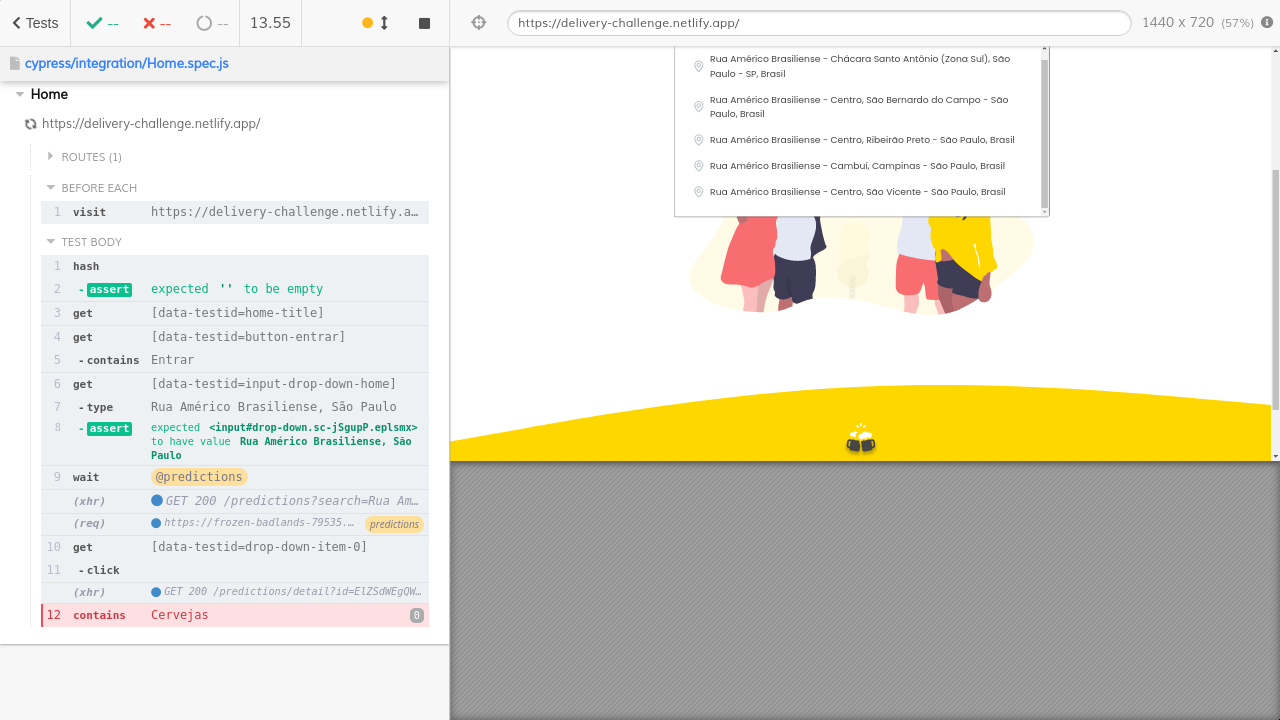 Tests
--
--
--
13.55
https://delivery-challenge.netlify.app/
1440 x 720 (57%)
cypress/integration/Home.spec.js
Home
https://delivery-challenge.netlify.app/
ROUTES (1)
BEFORE EACH
1 visit https://delivery-challenge.netlify.a…
TEST BODY
1 hash
2 -assert expected '' to be empty
3 get [data-testid=home-title]
4 get [data-testid=button-entrar]
5 -contains Entrar
6 get [data-testid=input-drop-down-home]
7 -type Rua Américo Brasiliense, São Paulo
8 -assert expected <input#drop-down.sc-jSgupP.eplsmx>
to have value Rua Américo Brasiliense, São
Paulo
9 wait @predictions
(xhr) GET 200 /predictions?search=Rua Am…
(req) https://frozen-badlands-79535.… predictions
10 get [data-testid=drop-down-item-0]
11 -click
(xhr) GET 200 /predictions/detail?id=ElZSdWEgQW…
12 contains Cervejas 0
Rua Américo Brasiliense - Chácara Santo Antônio (Zona Sul), São
Paulo - SP, Brasil
Rua Américo Brasiliense - Centro, São Bernardo do Campo - São
Paulo, Brasil
Rua Américo Brasiliense - Centro, Ribeirão Preto - São Paulo, Brasil
Rua Américo Brasiliense - Cambuí, Campinas - São Paulo, Brasil
Rua Américo Brasiliense - Centro, São Vicente - São Paulo, Brasil